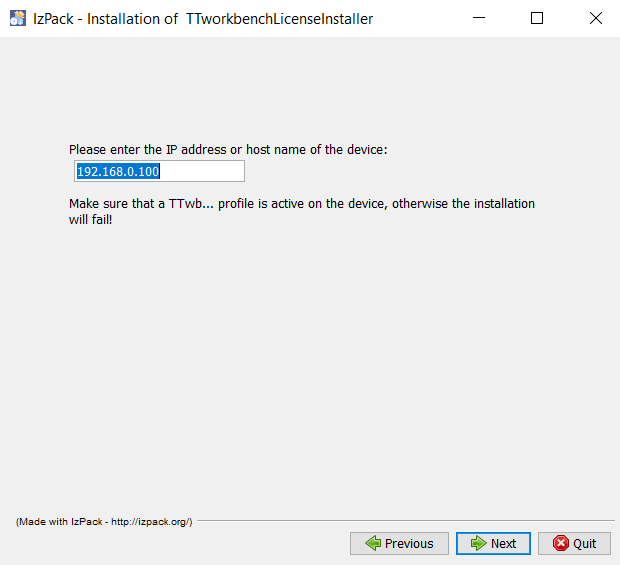 IzPack - Installation of  TTworkbenchLicenseInstaller
Please enter the IP address or host name of the device:
192.168.0.100
Make sure that a TTwb... profile is active on the device, otherwise the installation
will fail!
(Made with IzPack - http://izpack.org/)
Previous
Next
Quit